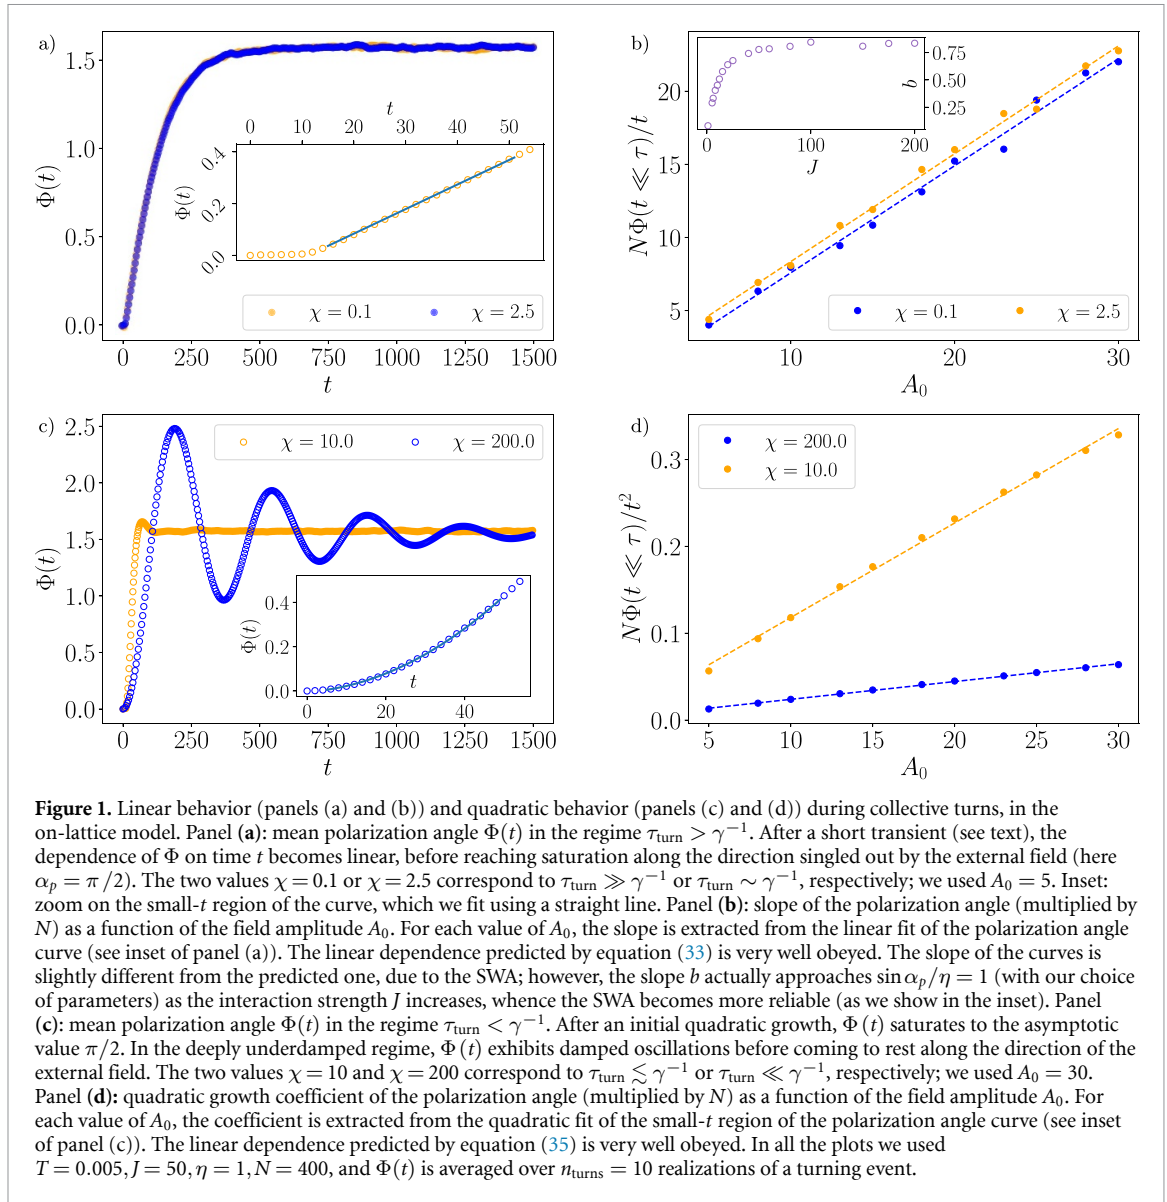 a)
1.5
1.0
0.5
0.0
Φ(t)
t
0 10 20 30 40 50
0.4
0.2
0.0
Φ(t)
χ = 0.1 χ = 2.5
0 250 500 750 1000 1250 1500
t
b)
20
15
10
5
NΦ(t ≪ τ)/t
0.75
0.50
0.25
b
0 100 200
J
χ = 0.1 χ = 2.5
10 20 30
A₀
c)
2.5
2.0
1.5
1.0
0.5
0.0
Φ(t)
χ = 10.0 χ = 200.0
0.4
0.2
0.0
Φ(t)
t
0 20 40
0 250 500 750 1000 1250 1500
t
d)
0.3
0.2
0.1
0.0
NΦ(t ≪ τ)/t²
χ = 200.0
χ = 10.0
5 10 15 20 25 30
A₀
Figure 1. Linear behavior (panels (a) and (b)) and quadratic behavior (panels (c) and (d)) during collective turns, in the
on-lattice model. Panel (a): mean polarization angle Φ(t) in the regime τ_turn > γ⁻¹. After a short transient (see text), the
dependence of Φ on time t becomes linear, before reaching saturation along the direction singled out by the external field (here
α_p = π/2). The two values χ = 0.1 or χ = 2.5 correspond to τ_turn ≫ γ⁻¹ or τ_turn ∼ γ⁻¹, respectively; we used A₀ = 5. Inset:
zoom on the small-t region of the curve, which we fit using a straight line. Panel (b): slope of the polarization angle (multiplied by
N) as a function of the field amplitude A₀. For each value of A₀, the slope is extracted from the linear fit of the polarization angle
curve (see inset of panel (a)). The linear dependence predicted by equation (33) is very well obeyed. The slope of the curves is
slightly different from the predicted one, due to the SWA; however, the slope b actually approaches sin α_p/η = 1 (with our choice
of parameters) as the interaction strength J increases, whence the SWA becomes more reliable (as we show in the inset). Panel
(c): mean polarization angle Φ(t) in the regime τ_turn < γ⁻¹. After an initial quadratic growth, Φ(t) saturates to the asymptotic
value π/2. In the deeply underdamped regime, Φ(t) exhibits damped oscillations before coming to rest along the direction of the
external field. The two values χ = 10 and χ = 200 correspond to τ_turn ≲ γ⁻¹ or τ_turn ≪ γ⁻¹, respectively; we used A₀ = 30.
Panel (d): quadratic growth coefficient of the polarization angle (multiplied by N) as a function of the field amplitude A₀. For
each value of A₀, the coefficient is extracted from the quadratic fit of the small-t region of the polarization angle curve (see inset
of panel (c)). The linear dependence predicted by equation (35) is very well obeyed. In all the plots we used
T = 0.005, J = 50, η = 1, N = 400, and Φ(t) is averaged over n_turns = 10 realizations of a turning event.